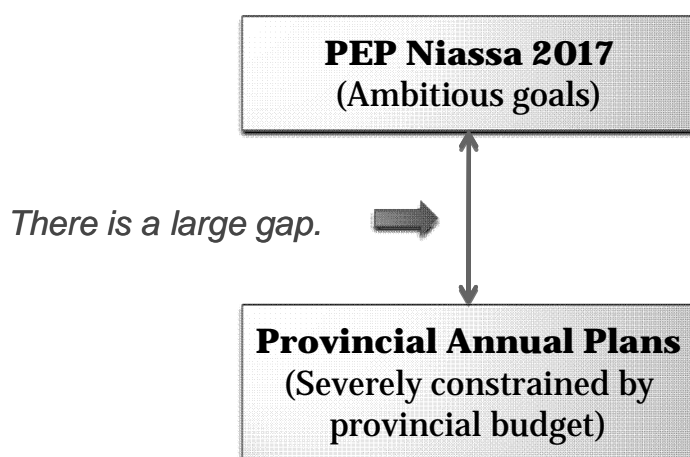 PEP Niassa 2017
(Ambitious goals)
There is a large gap.
Provincial Annual Plans
(Severely constrained by
provincial budget)